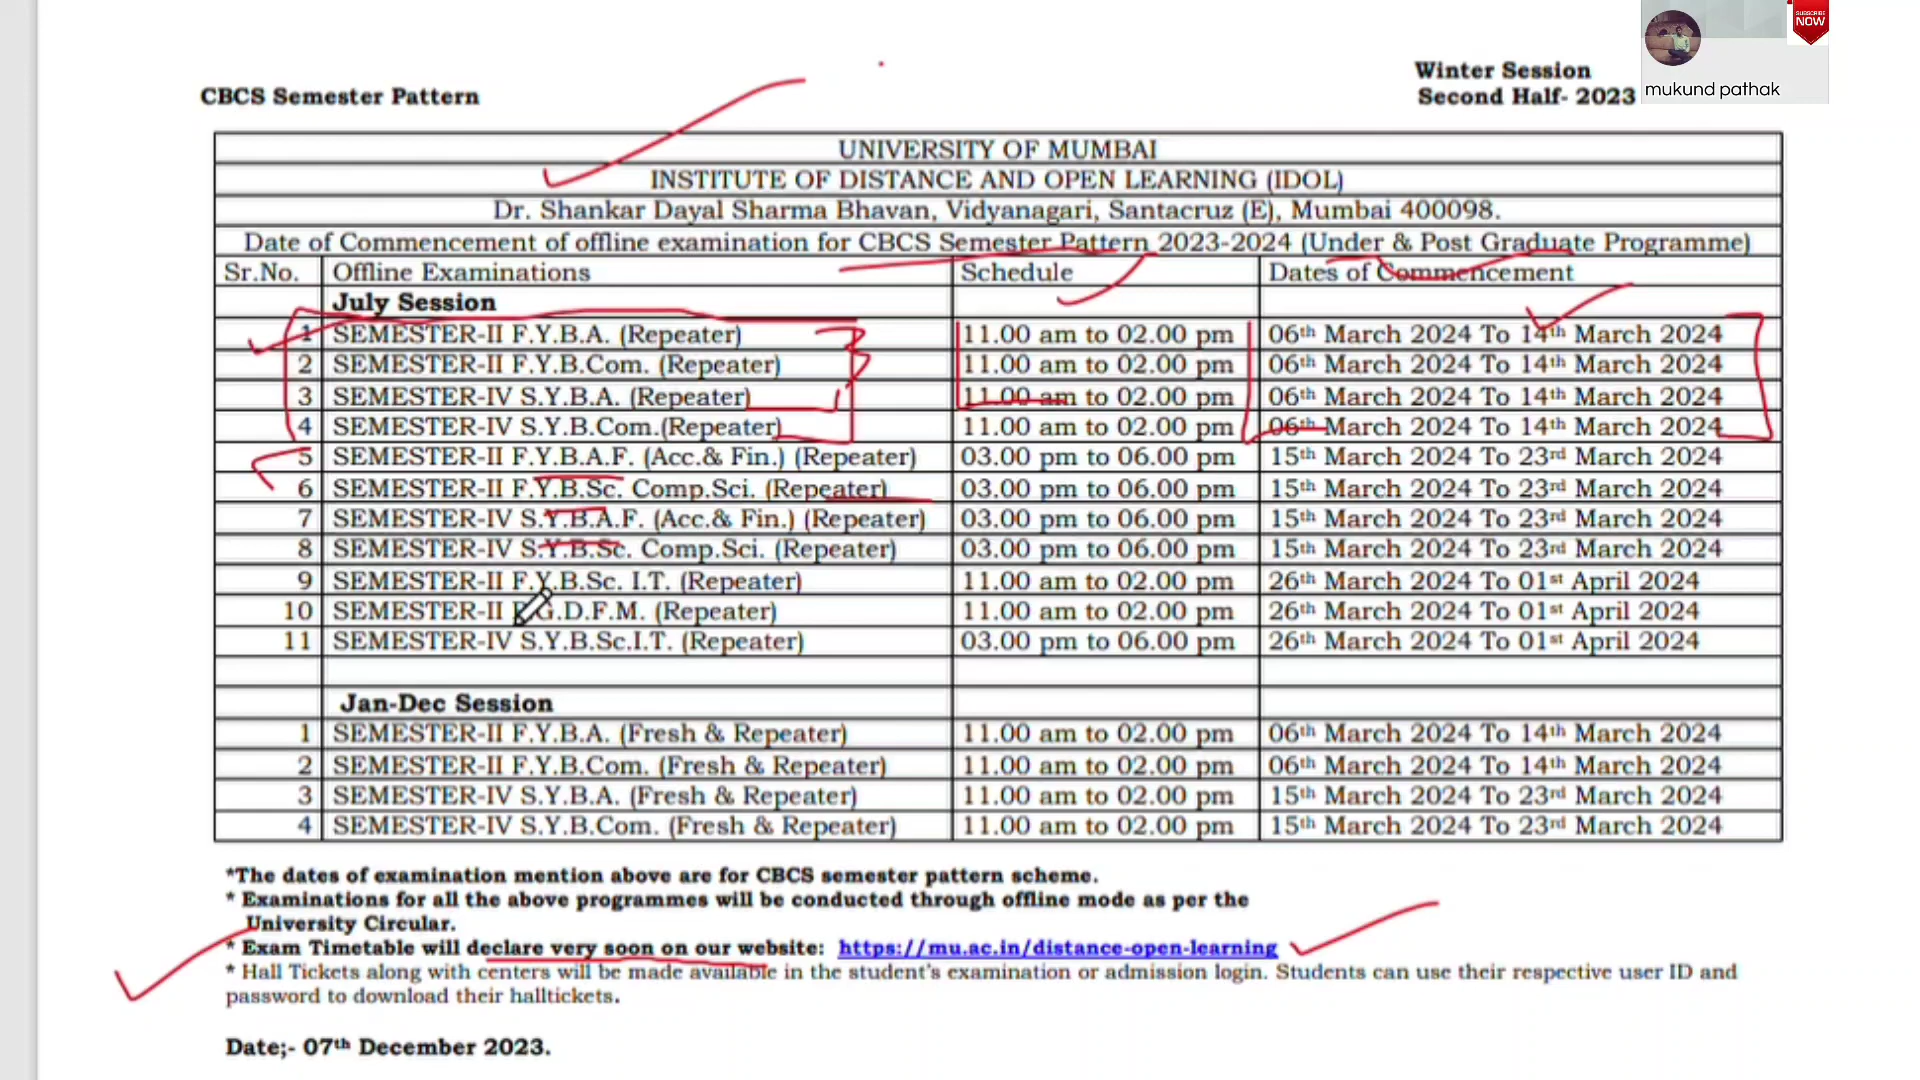 SUBSCRIBE
NOW
mukund pathak
Winter Session
CBCS Semester Pattern Second Half- 2023
UNIVERSITY OF MUMBAI
INSTITUTE OF DISTANCE AND OPEN LEARNING (IDOL)
Dr. Shankar Dayal Sharma Bhavan, Vidyanagari, Santacruz (E), Mumbai 400098.
Date of Commencement of offline examination for CBCS Semester Pattern 2023-2024 (Under & Post Graduate Programme)
Sr.No. Offline Examinations Schedule Dates of Commencement
July Session
1 SEMESTER-II F.Y.B.A. (Repeater) 11.00 am to 02.00 pm 06th March 2024 To 14th March 2024
2 SEMESTER-II F.Y.B.Com. (Repeater) 11.00 am to 02.00 pm 06th March 2024 To 14th March 2024
3 SEMESTER-IV S.Y.B.A. (Repeater) 11.00 am to 02.00 pm 06th March 2024 To 14th March 2024
4 SEMESTER-IV S.Y.B.Com.(Repeater) 11.00 am to 02.00 pm 06th March 2024 To 14th March 2024
5 SEMESTER-II F.Y.B.A.F. (Acc.& Fin.) (Repeater) 03.00 pm to 06.00 pm 15th March 2024 To 23rd March 2024
6 SEMESTER-II F.Y.B.Sc. Comp.Sci. (Repeater) 03.00 pm to 06.00 pm 15th March 2024 To 23rd March 2024
7 SEMESTER-IV S.Y.B.A.F. (Acc.& Fin.) (Repeater) 03.00 pm to 06.00 pm 15th March 2024 To 23rd March 2024
8 SEMESTER-IV S.Y.B.Sc. Comp.Sci. (Repeater) 03.00 pm to 06.00 pm 15th March 2024 To 23rd March 2024
9 SEMESTER-II F.Y.B.Sc. I.T. (Repeater) 11.00 am to 02.00 pm 26th March 2024 To 01st April 2024
10 SEMESTER-II P.G.D.F.M. (Repeater) 11.00 am to 02.00 pm 26th March 2024 To 01st April 2024
11 SEMESTER-IV S.Y.B.Sc.I.T. (Repeater) 03.00 pm to 06.00 pm 26th March 2024 To 01st April 2024
Jan-Dec Session
1 SEMESTER-II F.Y.B.A. (Fresh & Repeater) 11.00 am to 02.00 pm 06th March 2024 To 14th March 2024
2 SEMESTER-II F.Y.B.Com. (Fresh & Repeater) 11.00 am to 02.00 pm 06th March 2024 To 14th March 2024
3 SEMESTER-IV S.Y.B.A. (Fresh & Repeater) 11.00 am to 02.00 pm 15th March 2024 To 23rd March 2024
4 SEMESTER-IV S.Y.B.Com. (Fresh & Repeater) 11.00 am to 02.00 pm 15th March 2024 To 23rd March 2024
*The dates of examination mention above are for CBCS semester pattern scheme.
* Examinations for all the above programmes will be conducted through offline mode as per the
University Circular.
* Exam Timetable will declare very soon on our website: https://mu.ac.in/distance-open-learning
* Hall Tickets along with centers will be made available in the student's examination or admission login. Students can use their respective user ID and
password to download their halltickets.
Date;- 07th December 2023.